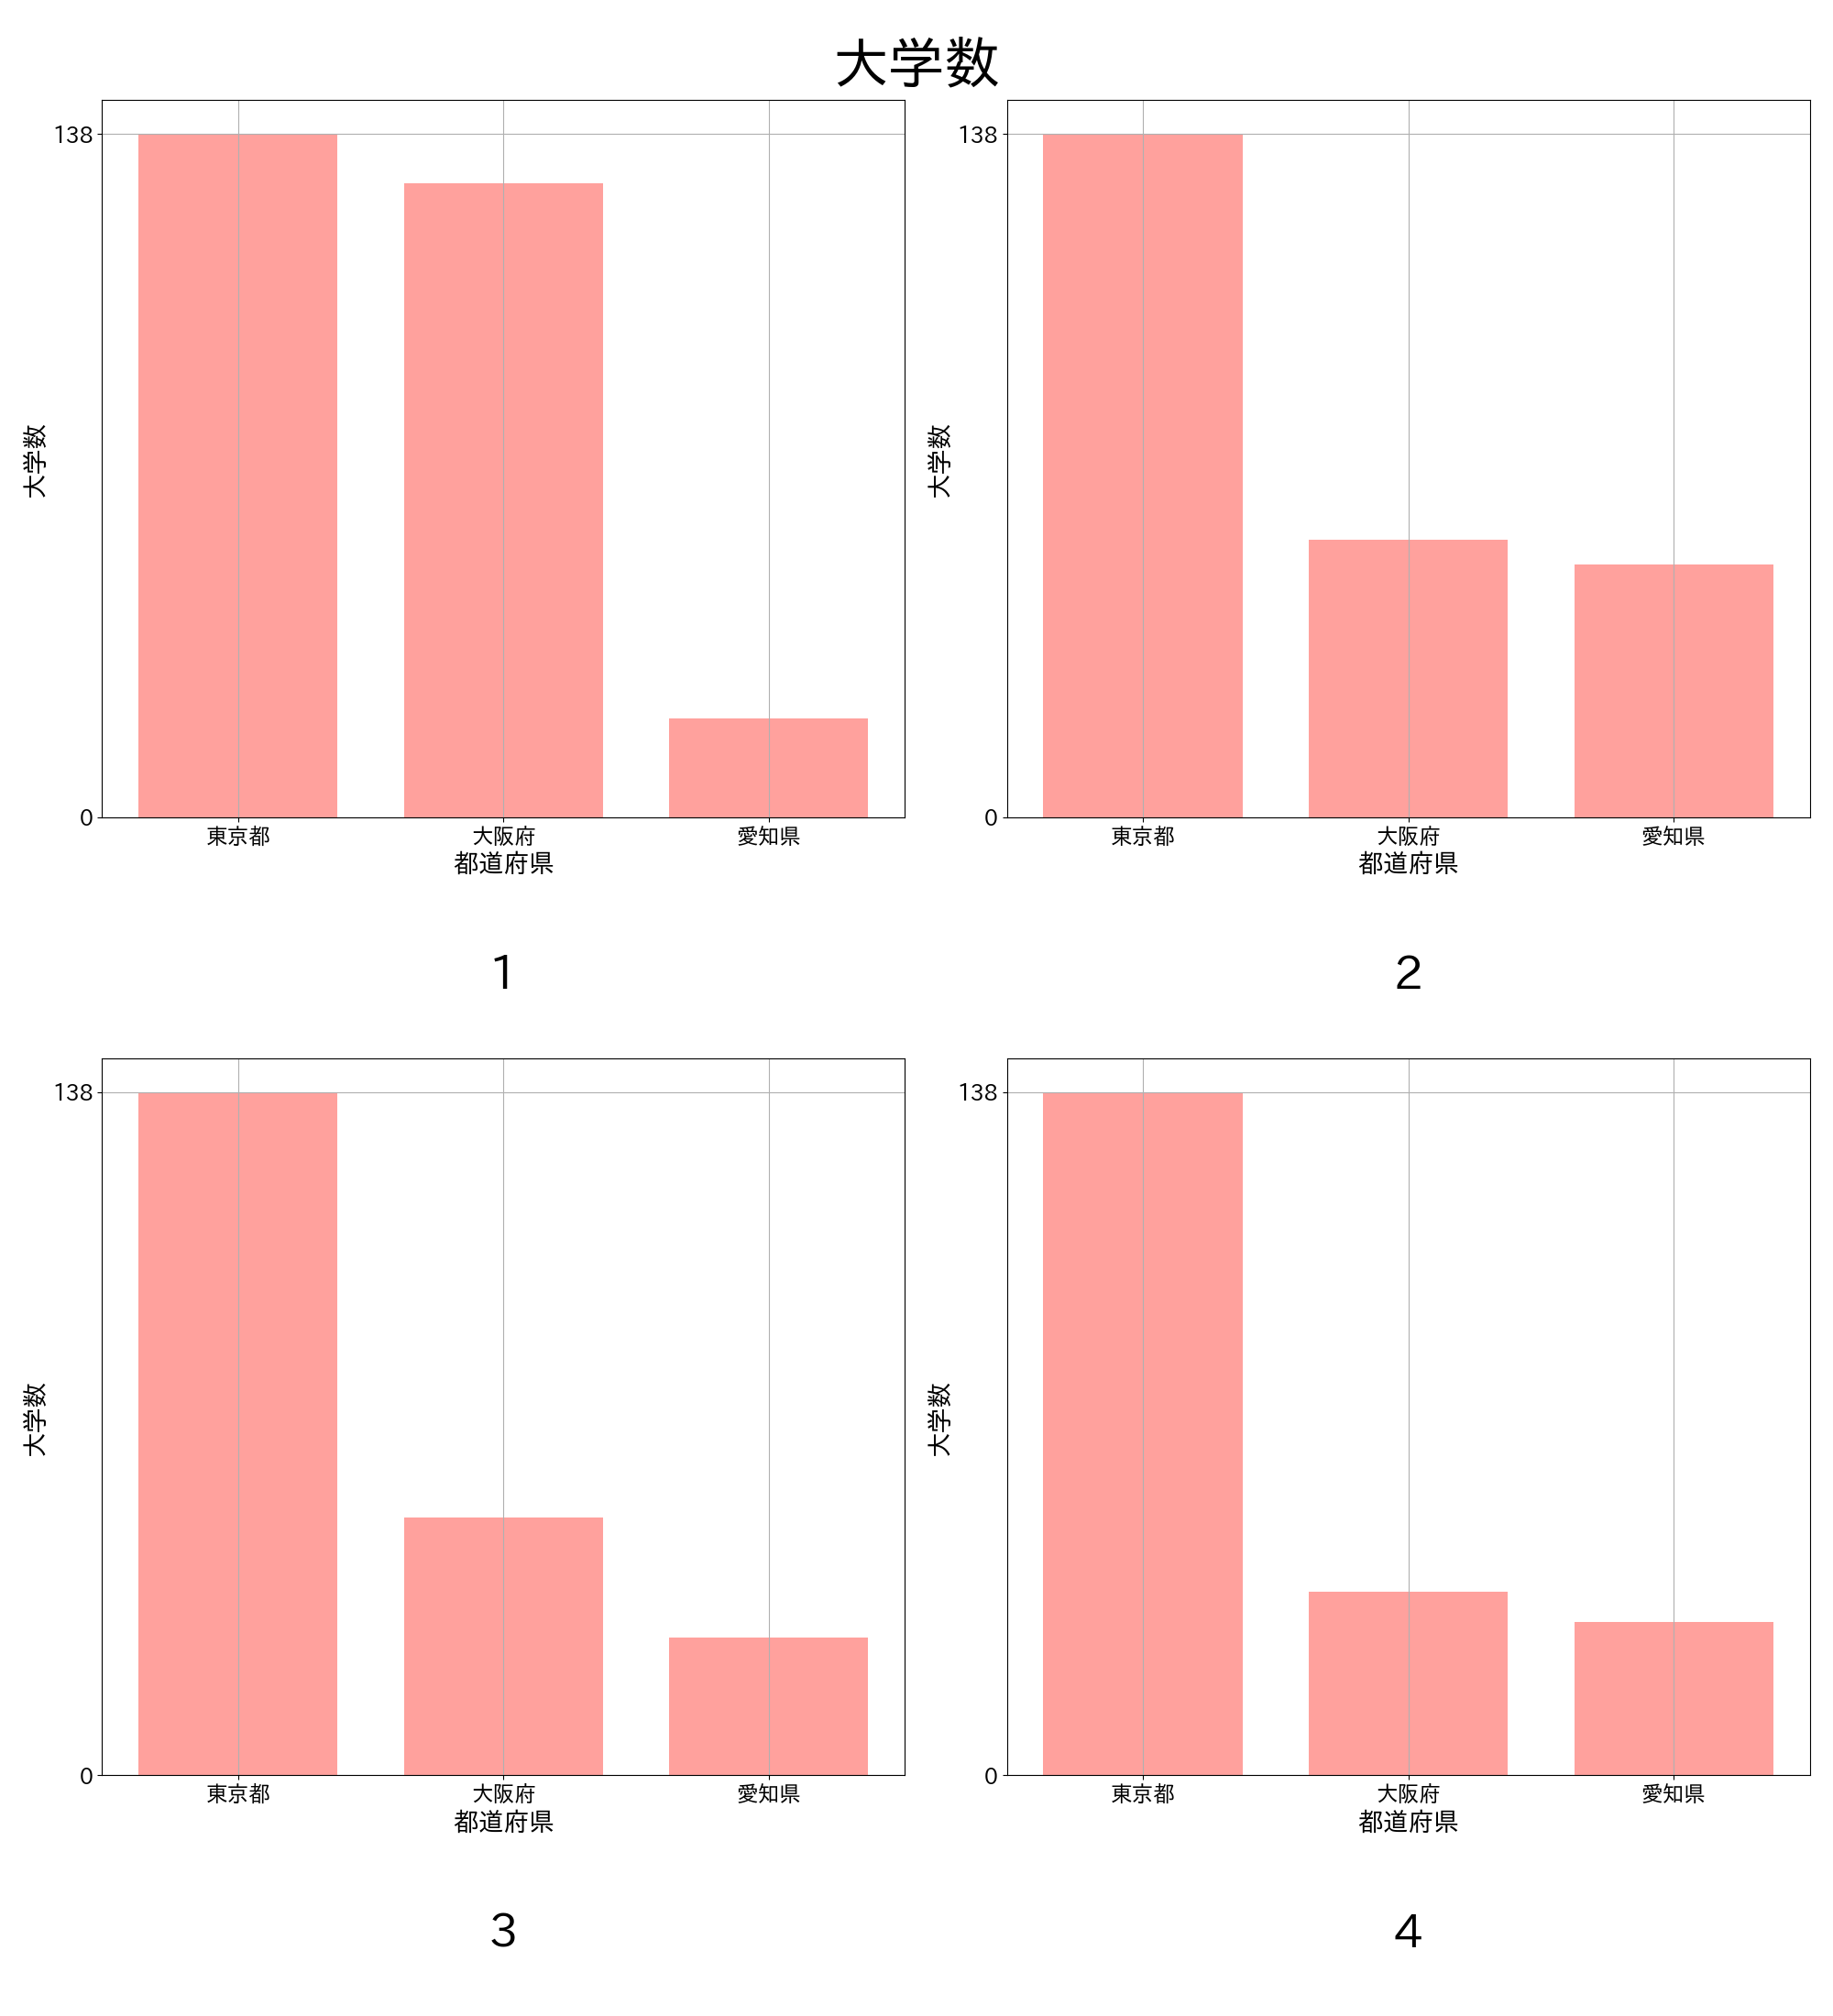 大学数
138
0
大学数
東京都 大阪府 愛知県
都道府県
1
138
0
大学数
東京都 大阪府 愛知県
都道府県
2
138
0
大学数
東京都 大阪府 愛知県
都道府県
3
138
0
大学数
東京都 大阪府 愛知県
都道府県
4